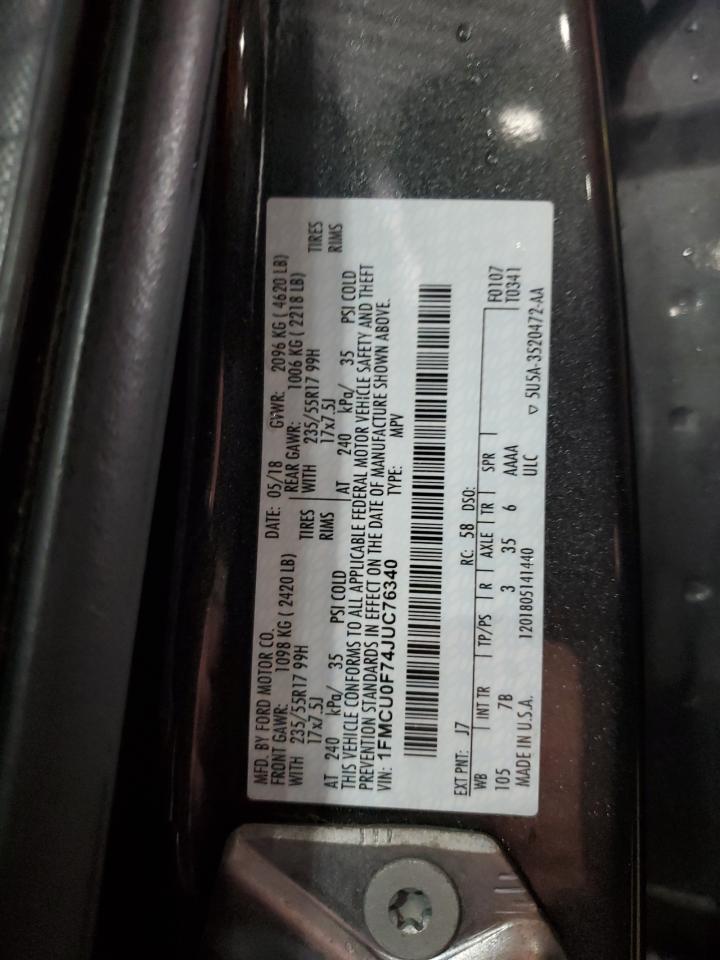 MFD. BY FORD MOTOR CO. DATE: 05/18 GVWR: 2096 KG ( 4620 LB)
FRONT GAWR: 1098 KG ( 2420 LB) REAR GAWR: 1006 KG ( 2218 LB)
WITH 235/55R17 99H TIRES WITH 235/55R17 99H TIRES
17x7.5J RIMS 17x7.5J RIMS
AT 240 kPa/ 35 PSI COLD AT 240 kPa/ 35 PSI COLD
THIS VEHICLE CONFORMS TO ALL APPLICABLE FEDERAL MOTOR VEHICLE SAFETY AND THEFT
PREVENTION STANDARDS IN EFFECT ON THE DATE OF MANUFACTURE SHOWN ABOVE.
VIN: 1FMCU0F74JUC76340 TYPE: MPV
EXT PNT: J7 RC: 58 DSO: F0107
WB INT TR TP/PS R AXLE TR SPR T0341
105 7B 3 35 6 AAAA
MADE IN U.S.A. 1201805141440 ULC ▽ 5U5A-3520472-AA